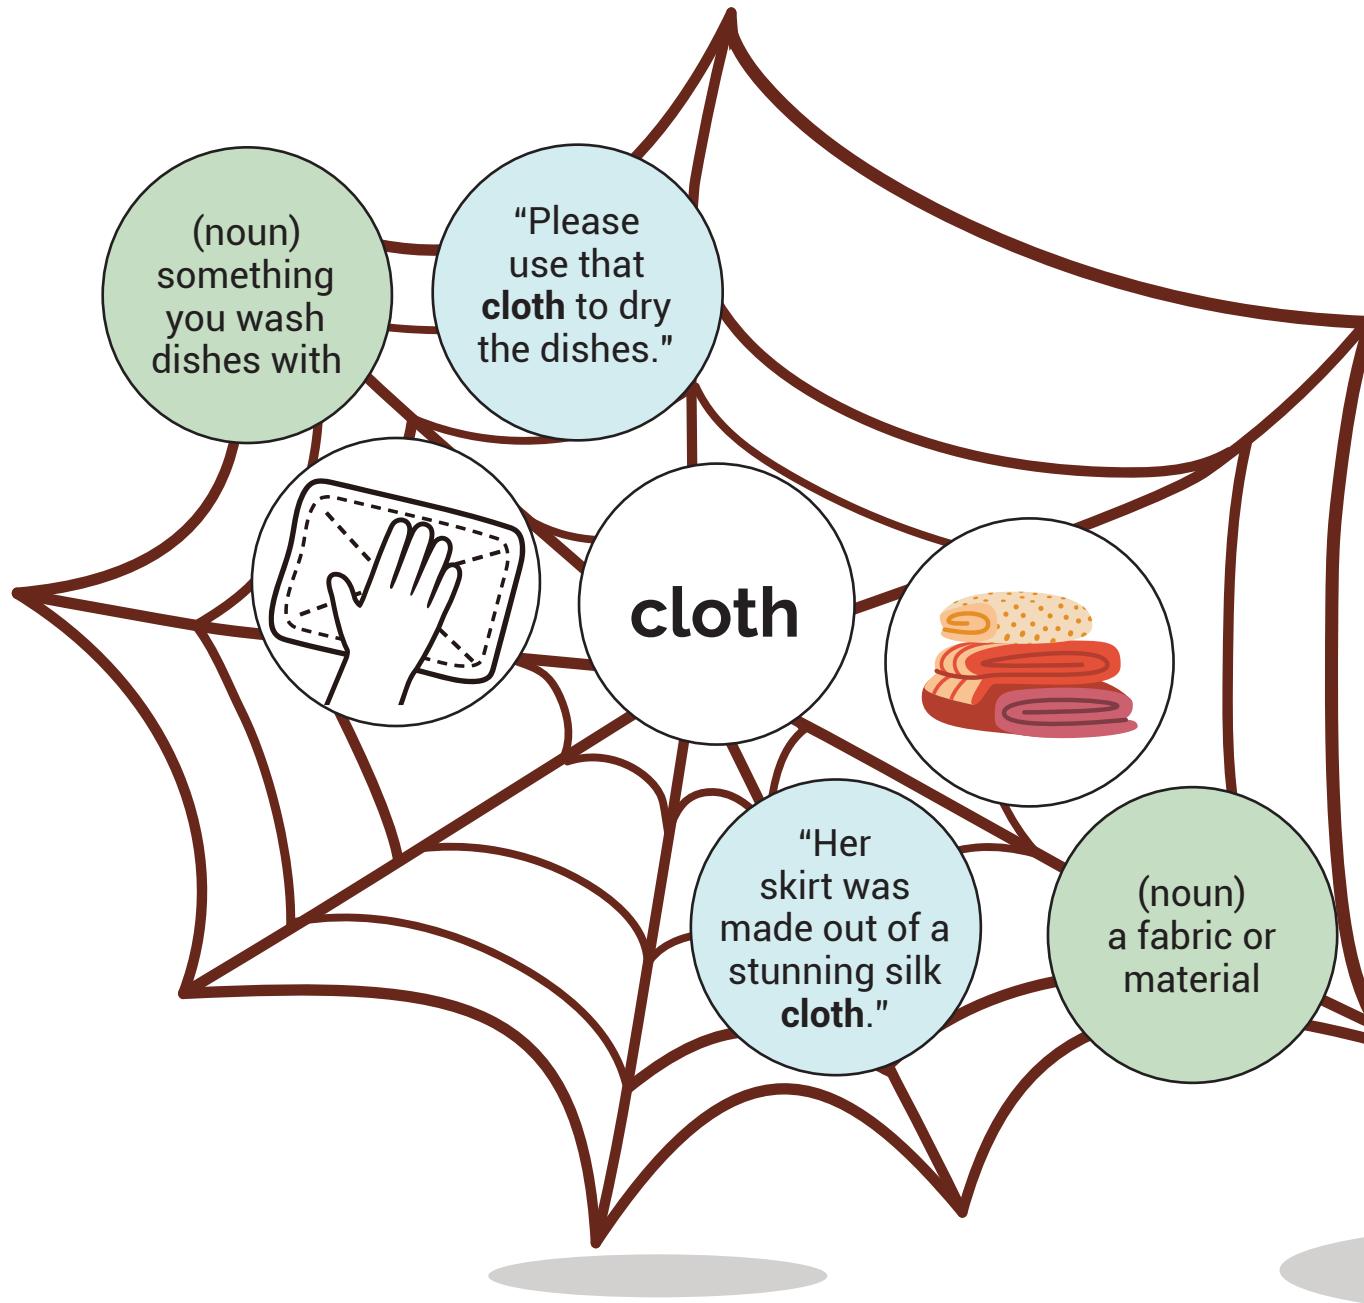 (noun)
something
you wash
dishes with
“Please
use that
cloth to dry
the dishes.”
cloth
“Her
skirt was
made out of a
stunning silk
cloth.”
(noun)
a fabric or
material